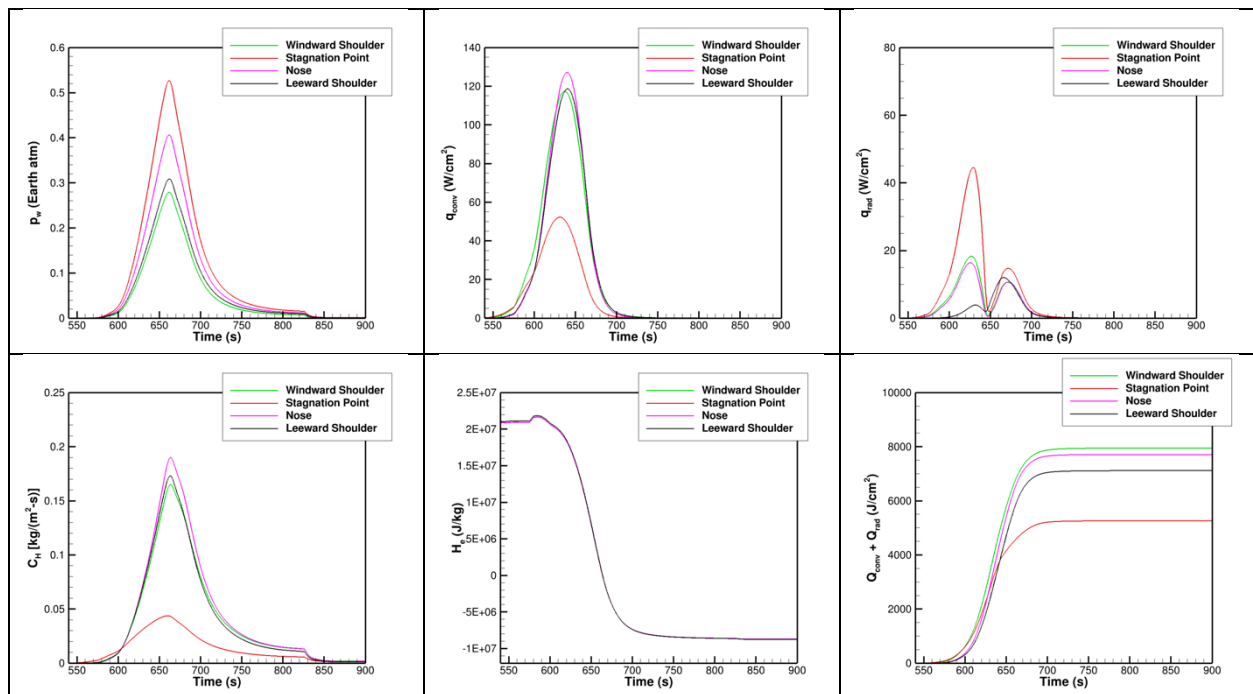 Windward Shoulder
Stagnation Point
Nose
Leeward Shoulder
0.6
0.5
0.4
0.3
0.2
0.1
0
p_w (Earth atm)
550 600 650 700 750 800 850 900
Time (s)
Windward Shoulder
Stagnation Point
Nose
Leeward Shoulder
140
120
100
80
60
40
20
0
q_conv (W/cm²)
550 600 650 700 750 800 850 900
Time (s)
Windward Shoulder
Stagnation Point
Nose
Leeward Shoulder
80
60
40
20
0
q_rad (W/cm²)
550 600 650 700 750 800 850 900
Time (s)
Windward Shoulder
Stagnation Point
Nose
Leeward Shoulder
0.25
0.2
0.15
0.1
0.05
0
C_H [kg/(m²-s)]
550 600 650 700 750 800 850 900
Time (s)
Windward Shoulder
Stagnation Point
Nose
Leeward Shoulder
2.5E+07
2E+07
1.5E+07
1E+07
5E+06
0
-5E+06
-1E+07
H_e (J/kg)
550 600 650 700 750 800 850 900
Time (s)
Windward Shoulder
Stagnation Point
Nose
Leeward Shoulder
10000
8000
6000
4000
2000
0
Q_conv + Q_rad (J/cm²)
550 600 650 700 750 800 850 900
Time (s)